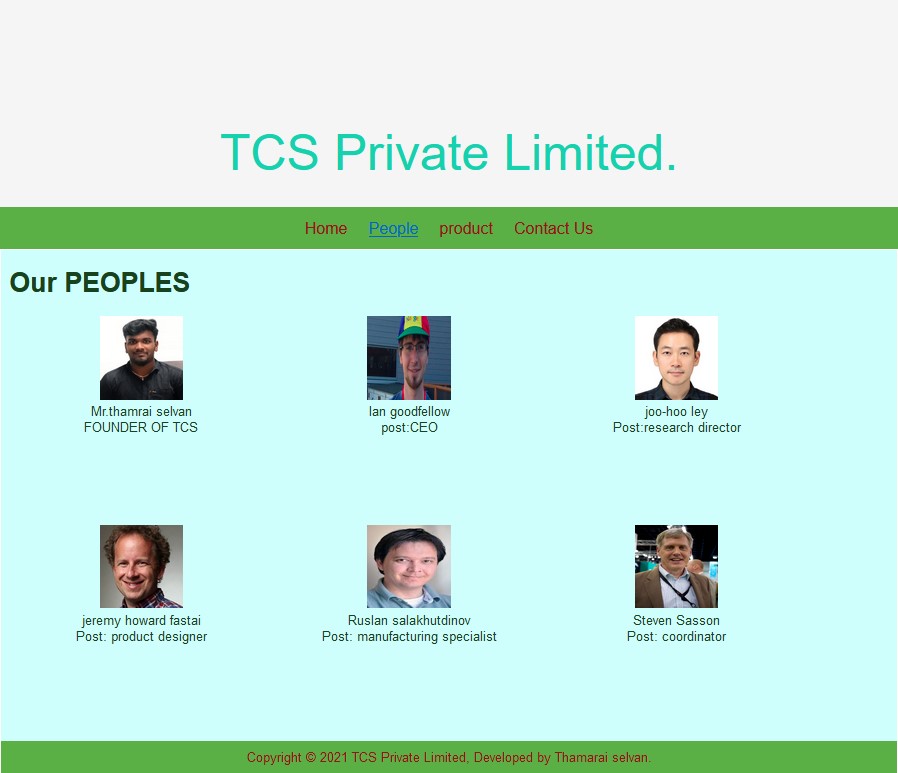 TCS Private Limited.
Home People product Contact Us
Our PEOPLES
Mr.thamrai selvan
FOUNDER OF TCS
Ian goodfellow
post:CEO
joo-hoo ley
Post:research director
jeremy howard fastai
Post: product designer
Ruslan salakhutdinov
Post: manufacturing specialist
Steven Sasson
Post: coordinator
Copyright © 2021 TCS Private Limited, Developed by Thamarai selvan.